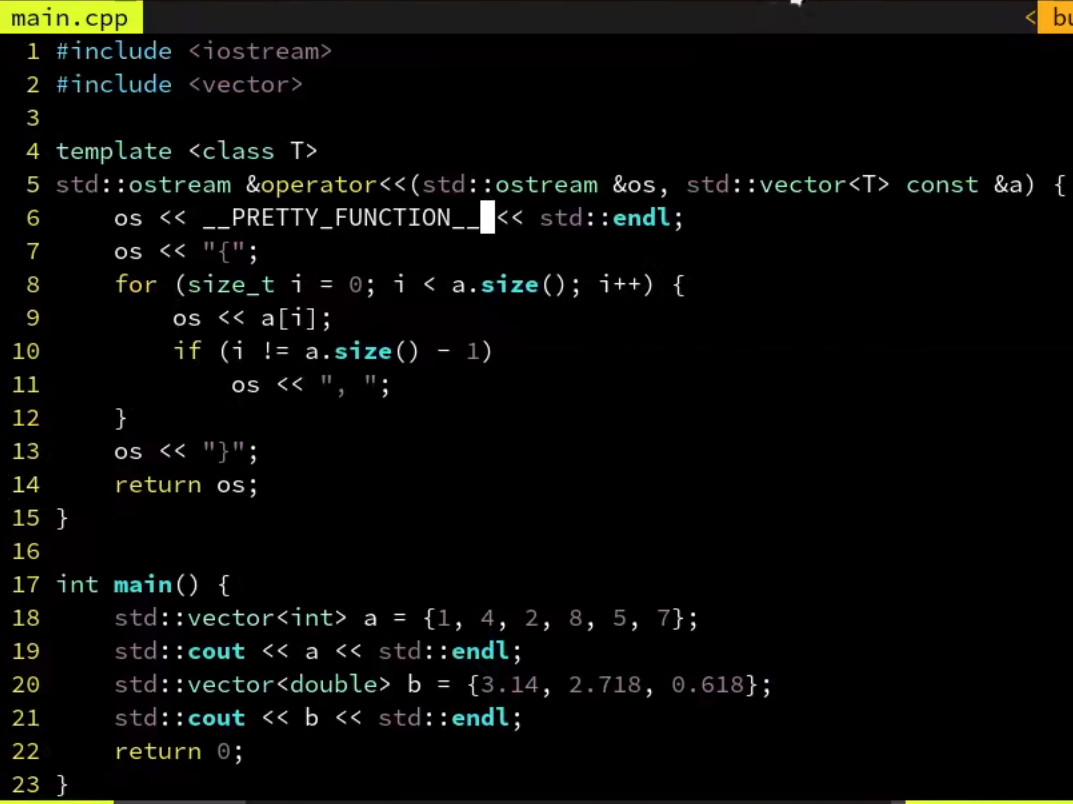 main.cpp
< bu
1 #include <iostream>
2 #include <vector>
3
4 template <class T>
5 std::ostream &operator<<(std::ostream &os, std::vector<T> const &a) {
6     os << __PRETTY_FUNCTION__ << std::endl;
7     os << "{";
8     for (size_t i = 0; i < a.size(); i++) {
9         os << a[i];
10         if (i != a.size() - 1)
11             os << ", ";
12     }
13     os << "}";
14     return os;
15 }
16
17 int main() {
18     std::vector<int> a = {1, 4, 2, 8, 5, 7};
19     std::cout << a << std::endl;
20     std::vector<double> b = {3.14, 2.718, 0.618};
21     std::cout << b << std::endl;
22     return 0;
23 }